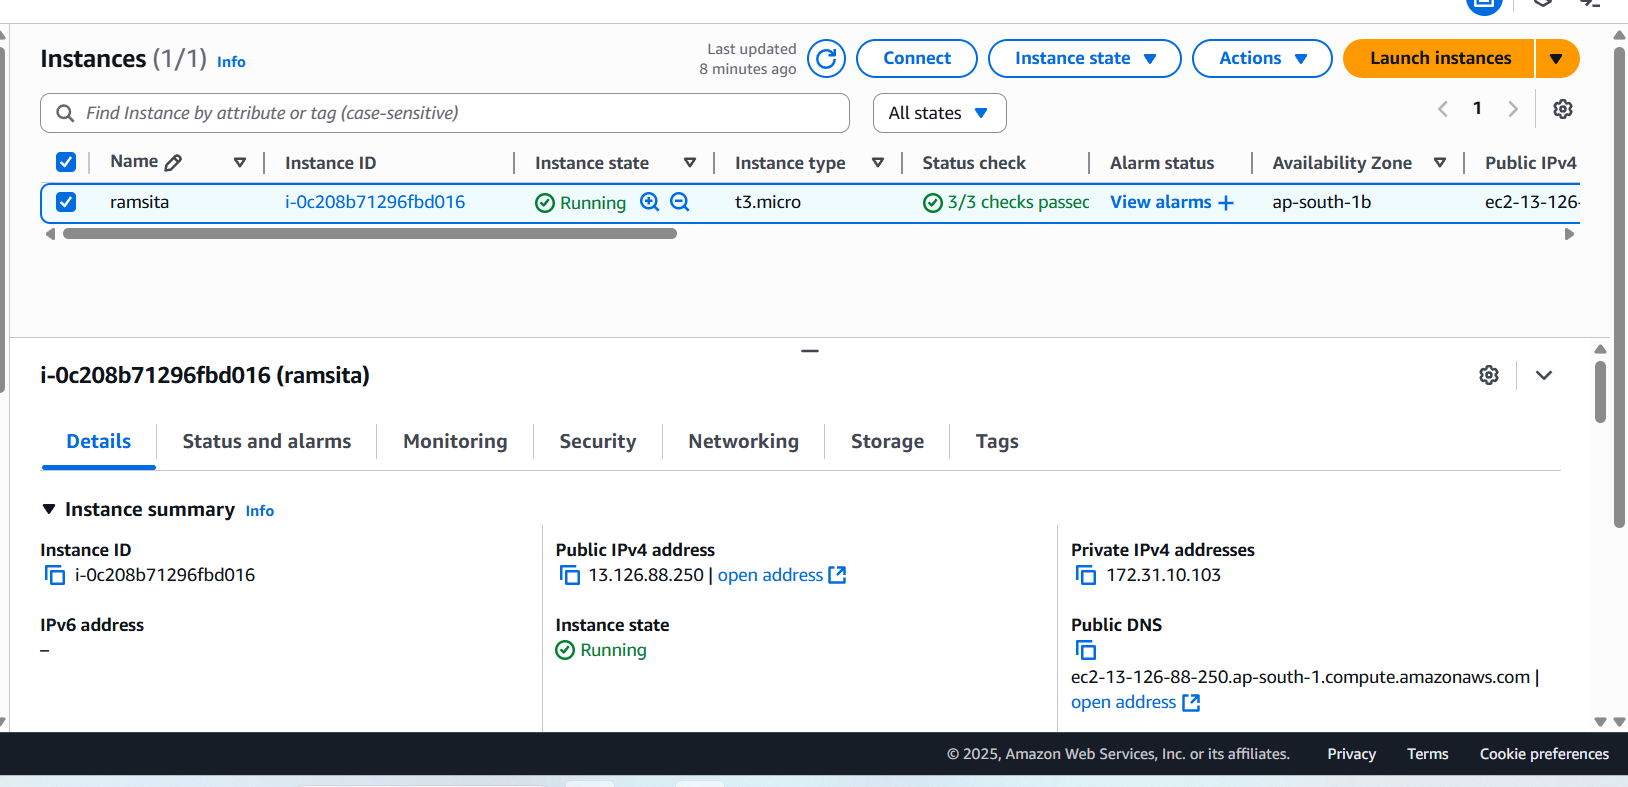 Instances (1/1) Info
Last updated
8 minutes ago
Connect
Instance state
Actions
Launch instances
Find Instance by attribute or tag (case-sensitive)
All states
1
Name Instance ID Instance state Instance type Status check Alarm status Availability Zone Public IPv4
ramsita i-0c208b71296fbd016 Running t3.micro 3/3 checks passec View alarms + ap-south-1b ec2-13-126-
i-0c208b71296fbd016 (ramsita)
Details Status and alarms Monitoring Security Networking Storage Tags
Instance summary Info
Instance ID
i-0c208b71296fbd016
Public IPv4 address
13.126.88.250 | open address
Private IPv4 addresses
172.31.10.103
IPv6 address
–
Instance state
Running
Public DNS
ec2-13-126-88-250.ap-south-1.compute.amazonaws.com |
open address
© 2025, Amazon Web Services, Inc. or its affiliates. Privacy Terms Cookie preferences